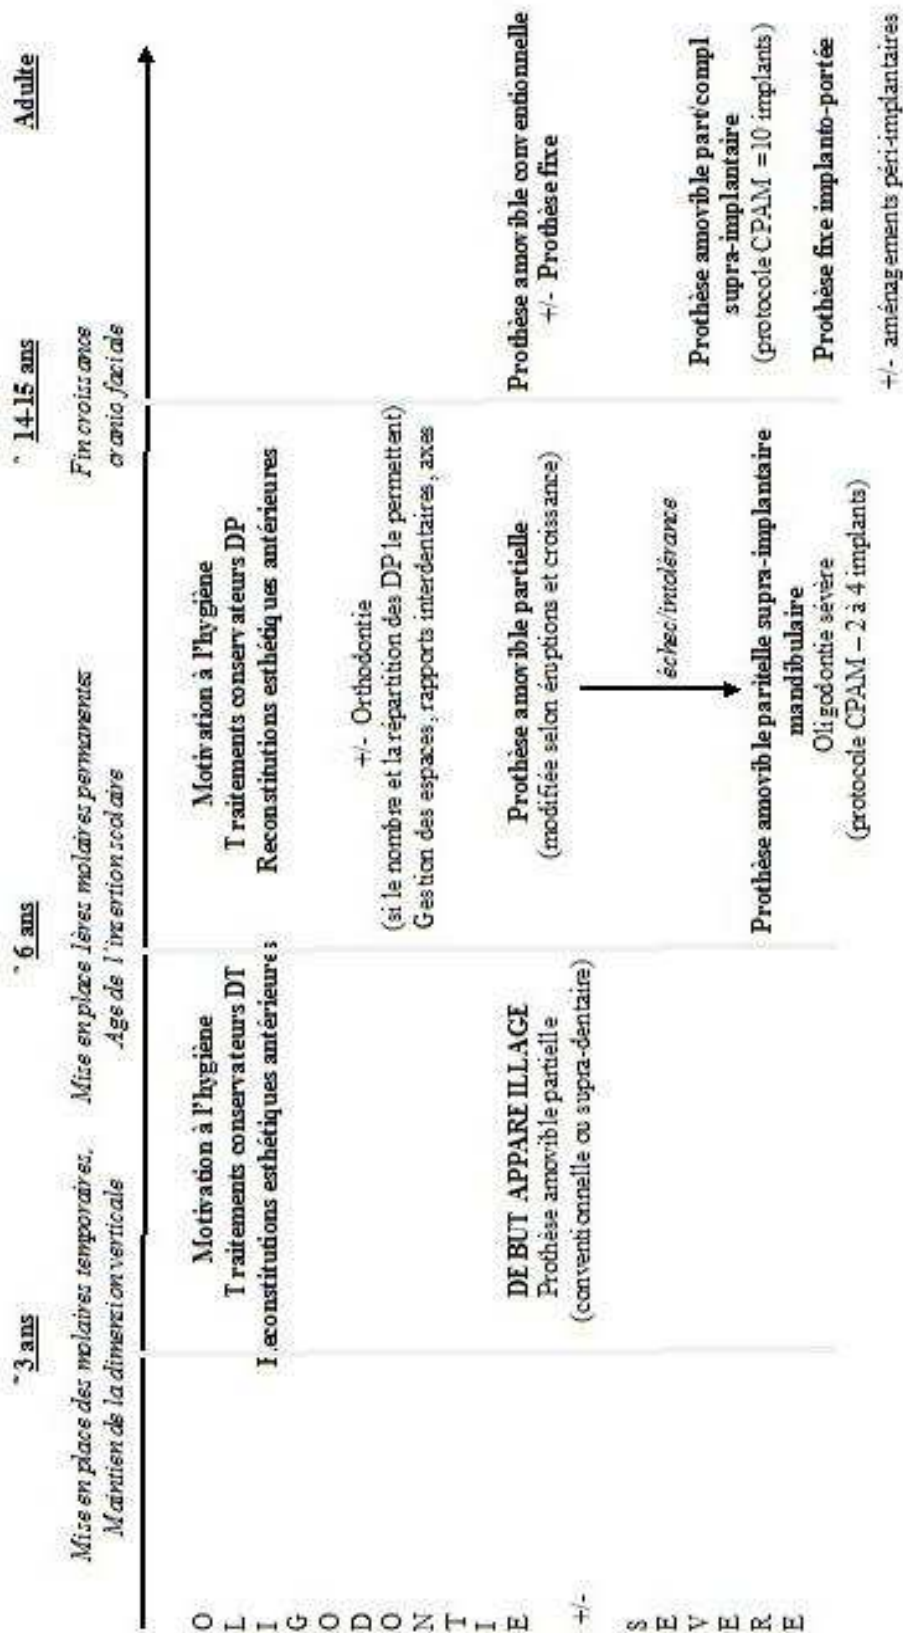 ~3 ans
~6 ans
~14-15 ans
Adulte
Mise en place des molaires temporaires,
Maintien de la dimension verticale
Mise en place 1ères molaires permanentes
Age de l'insertion scolaire
Fin croissance
cranio faciale
OLIGODONTIE
+/-
SEVERE
Motivation à l'hygiène
Traitements conservateurs DT
econstitutions esthétiques antérieures
DEBUT APPAREILLAGE
Prothèse amovible partielle
(conventionnelle ou supra-dentaire)
Motivation à l'hygiène
Traitements conservateurs DP
Reconstitutions esthétiques antérieures
+/- Orthodontie
(si le nombre et la répartition des DP le permettent)
Gestion des espaces, rapports interdentaires, axes
Prothèse amovible partielle
(modifiée selon éruptions et croissance)
échec/intolérance
Prothèse amovible paritelle supra-implantaire
mandibulaire
Oligodontie sévère
(protocole CPAM – 2 à 4 implants)
Prothèse amovible conventionnelle
+/- Prothèse fixe
Prothèse amovible part/compl
supra-implantaire
(protocole CPAM =10 implants)
Prothèse fixe implanto-portée
+/- aménagements péri-implantaires